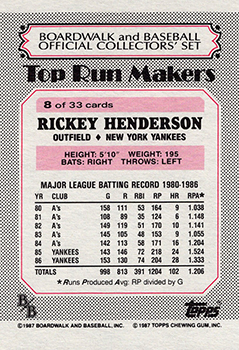 BOARDWALK and BASEBALL
OFFICIAL COLLECTORS' SET
Top Run Makers
8 of 33 cards
RICKEY HENDERSON
OUTFIELD ♦ NEW YORK YANKEES
HEIGHT: 5'10" WEIGHT: 195
BATS: RIGHT THROWS: LEFT
MAJOR LEAGUE BATTING RECORD 1980-1986
YR CLUB G R RBI RP HR RPA*
80 A's 158 111 53 164 9 1.038
81 A's 108 89 35 124 6 1.148
82 A's 149 119 51 170 10 1.141
83 A's 145 105 48 153 9 1.055
84 A's 142 113 58 171 16 1.204
85 YANKEES 143 146 72 218 24 1.524
86 YANKEES 153 130 74 204 28 1.333
TOTALS 998 813 391 1204 102 1.206
*Runs Produced Avg: RP divided by G
B/B
TOPPS
©1987 BOARDWALK AND BASEBALL, INC. © 1987 TOPPS CHEWING GUM, INC.